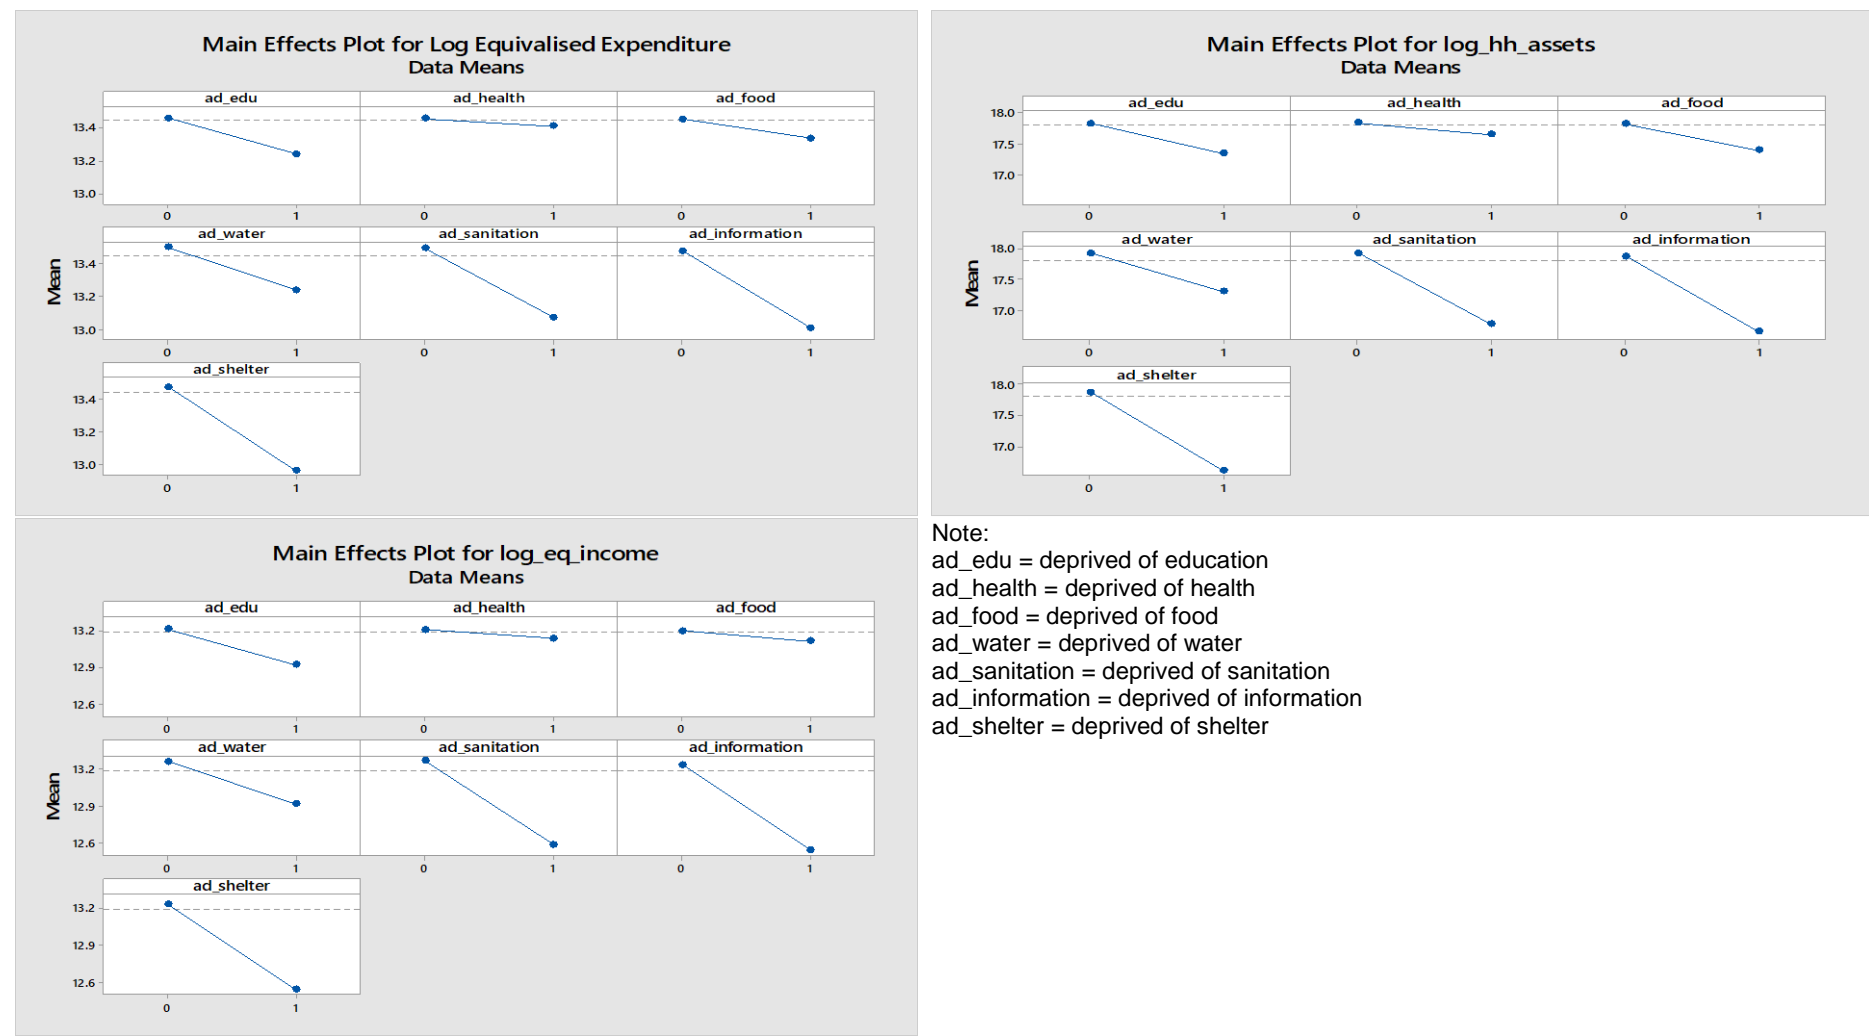 Main Effects Plot for Log Equivalised Expenditure
Data Means
ad_edu ad_health ad_food
13.4
13.2
13.0
0 1 0 1 0 1
ad_water ad_sanitation ad_information
Mean
13.4
13.2
13.0
0 1 0 1 0 1
ad_shelter
13.4
13.2
13.0
0 1
Main Effects Plot for log_hh_assets
Data Means
ad_edu ad_health ad_food
18.0
17.5
17.0
0 1 0 1 0 1
ad_water ad_sanitation ad_information
Mean
18.0
17.5
17.0
0 1 0 1 0 1
ad_shelter
18.0
17.5
17.0
0 1
Main Effects Plot for log_eq_income
Data Means
ad_edu ad_health ad_food
13.2
12.9
12.6
0 1 0 1 0 1
ad_water ad_sanitation ad_information
Mean
13.2
12.9
12.6
0 1 0 1 0 1
ad_shelter
13.2
12.9
12.6
0 1
Note:
ad_edu = deprived of education
ad_health = deprived of health
ad_food = deprived of food
ad_water = deprived of water
ad_sanitation = deprived of sanitation
ad_information = deprived of information
ad_shelter = deprived of shelter